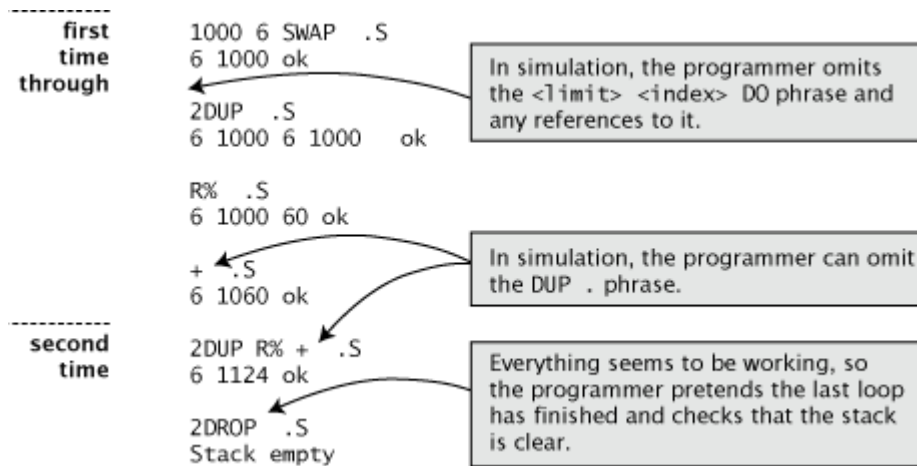 first
time
through
1000 6 SWAP .S
6 1000 ok
In simulation, the programmer omits
the <limit> <index> DO phrase and
any references to it.
2DUP .S
6 1000 6 1000 ok
R% .S
6 1000 60 ok
+ .S
6 1060 ok
In simulation, the programmer can omit
the DUP . phrase.
second
time
2DUP R% + .S
6 1124 ok
Everything seems to be working, so
the programmer pretends the last loop
has finished and checks that the stack
is clear.
2DROP .S
Stack empty